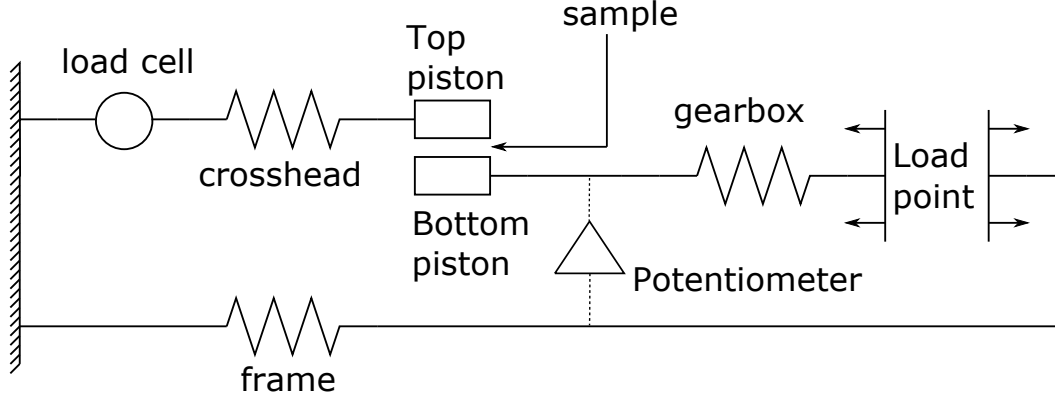 sample
Top
piston
load cell
gearbox
crosshead
Load
point
Bottom
piston
Potentiometer
frame